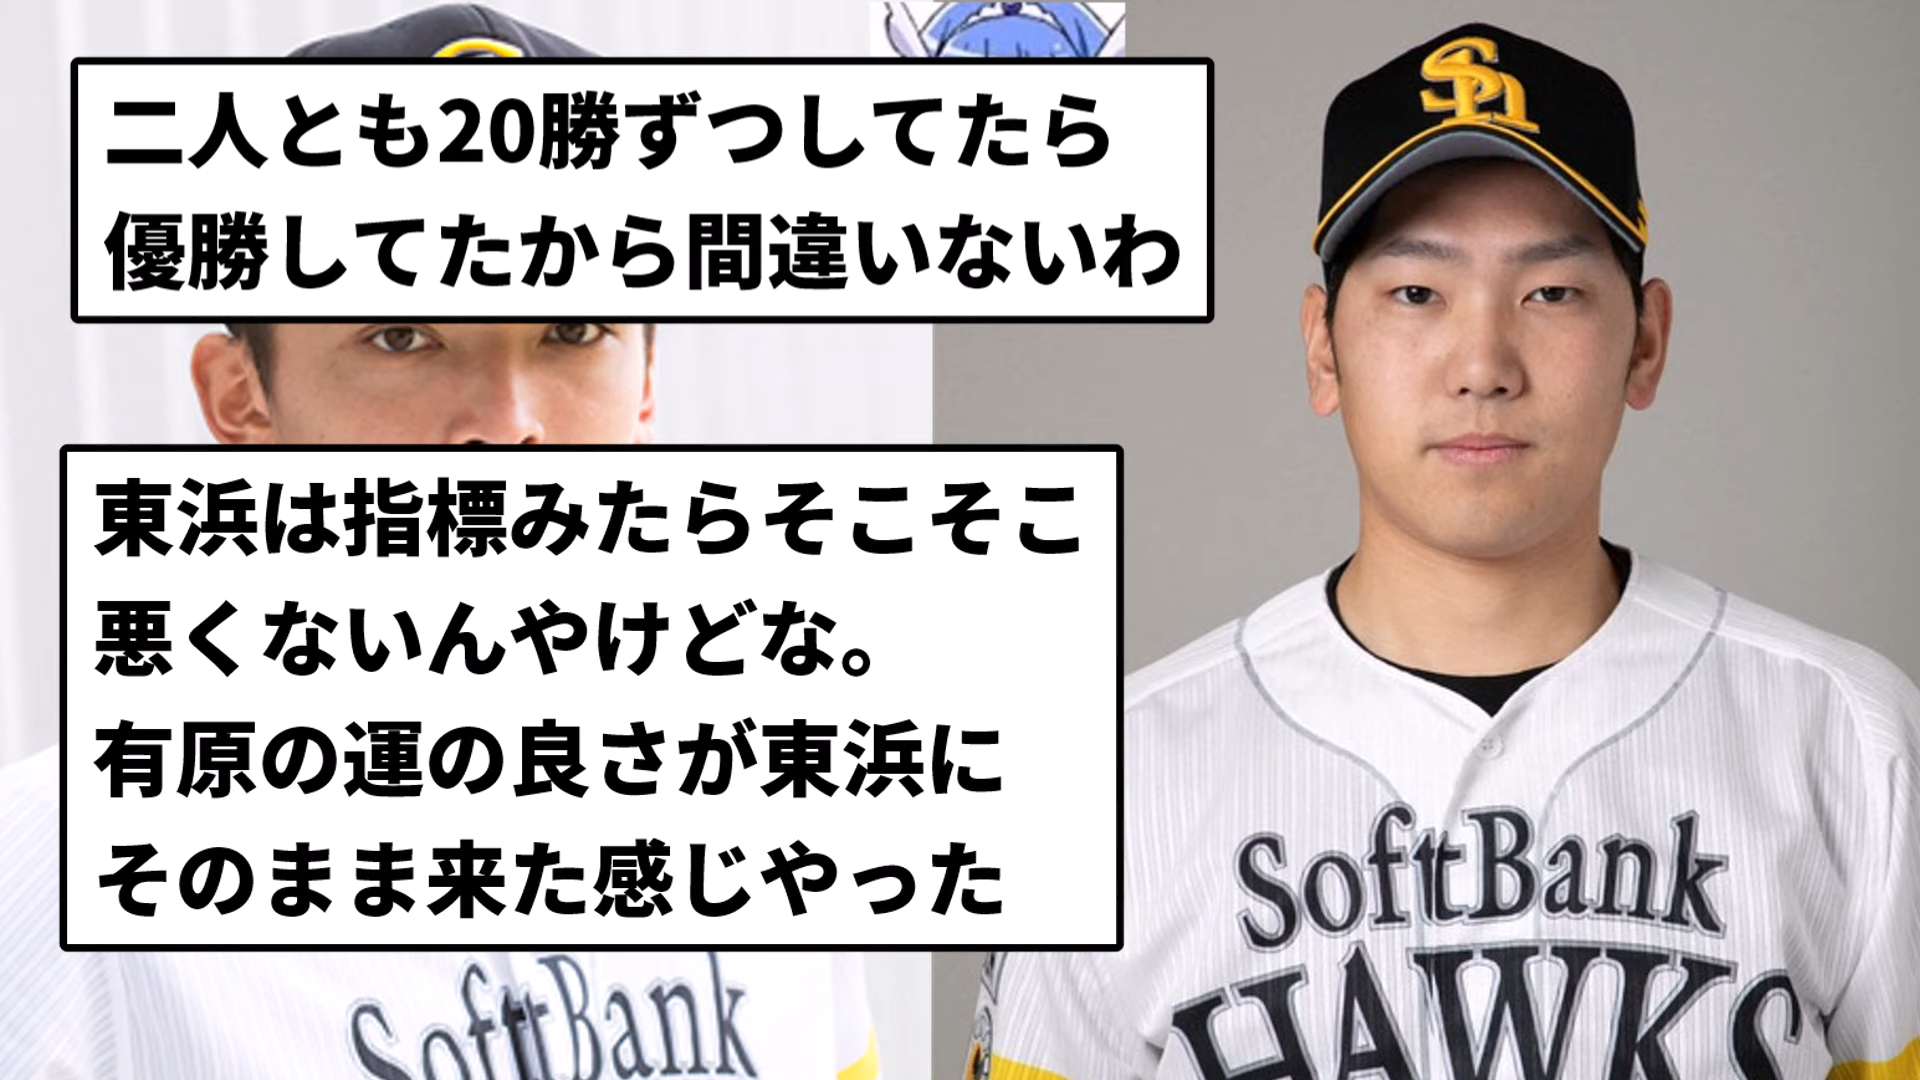 二人とも20勝ずつしてたら
優勝してたから間違いないわ
東浜は指標みたらそこそこ
悪くないんやけどな。
有原の運の良さが東浜に
そのまま来た感じやった
SH
SoftBank
HAWKS
SoftBank